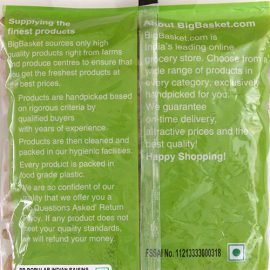 Supplying the
finest products
BigBasket sources only high
quality products right from farms
and produce centres to ensure that
you get the freshest products at
the best prices.
Products are handpicked based
on rigorous criteria by
qualified buyers
with years of experience.
Products are then cleaned and
packed in our hygienic facilities.
Every product is packed in
food grade plastic.
We are so confident of our
quality that we offer you a
Questions Asked' Return
Policy. If any product does not
meet your quality standards,
we will refund your money.
BB POPULAR INDIAN RAISINS
About BigBasket.com
BigBasket.com is
India's leading online
grocery store. Choose from
wide range of products in
every category, exclusively
handpicked for you.
We guarantee
on-time delivery,
attractive prices and the
best quality!
Happy Shopping!
FSSAI No. 11213333000318